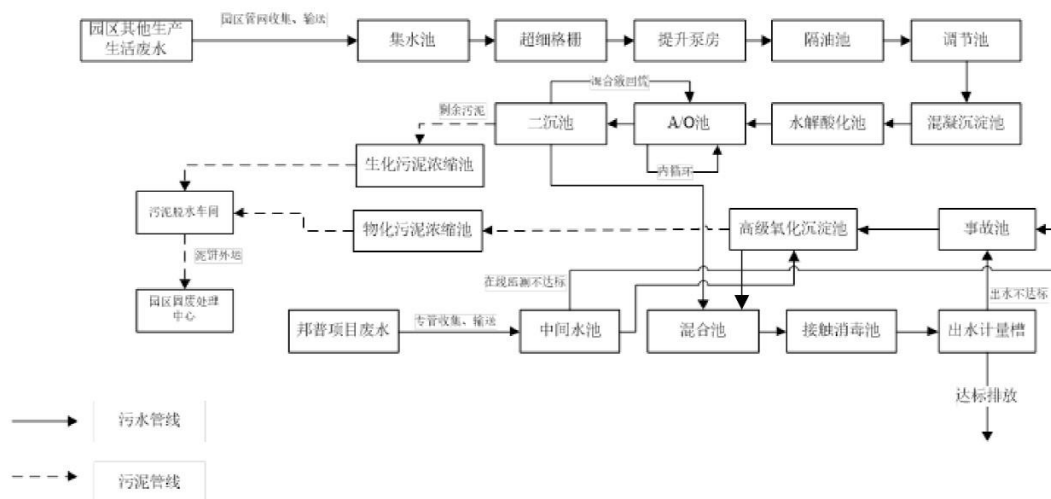 园区其他生产
生活废水
园区管网收集、输送
集水池
超细格栅
提升泵房
隔油池
调节池
混合液回流
剩余污泥
二沉池
A/O池
水解酸化池
混凝沉淀池
内循环
生化污泥浓缩池
污泥脱水车间
物化污泥浓缩池
高级氧化沉淀池
事故池
泥饼外运
在线监测不达标
出水不达标
园区固废处理
中心
邦普项目废水
专管收集、输送
中间水池
混合池
接触消毒池
出水计量槽
达标排放
污水管线
污泥管线